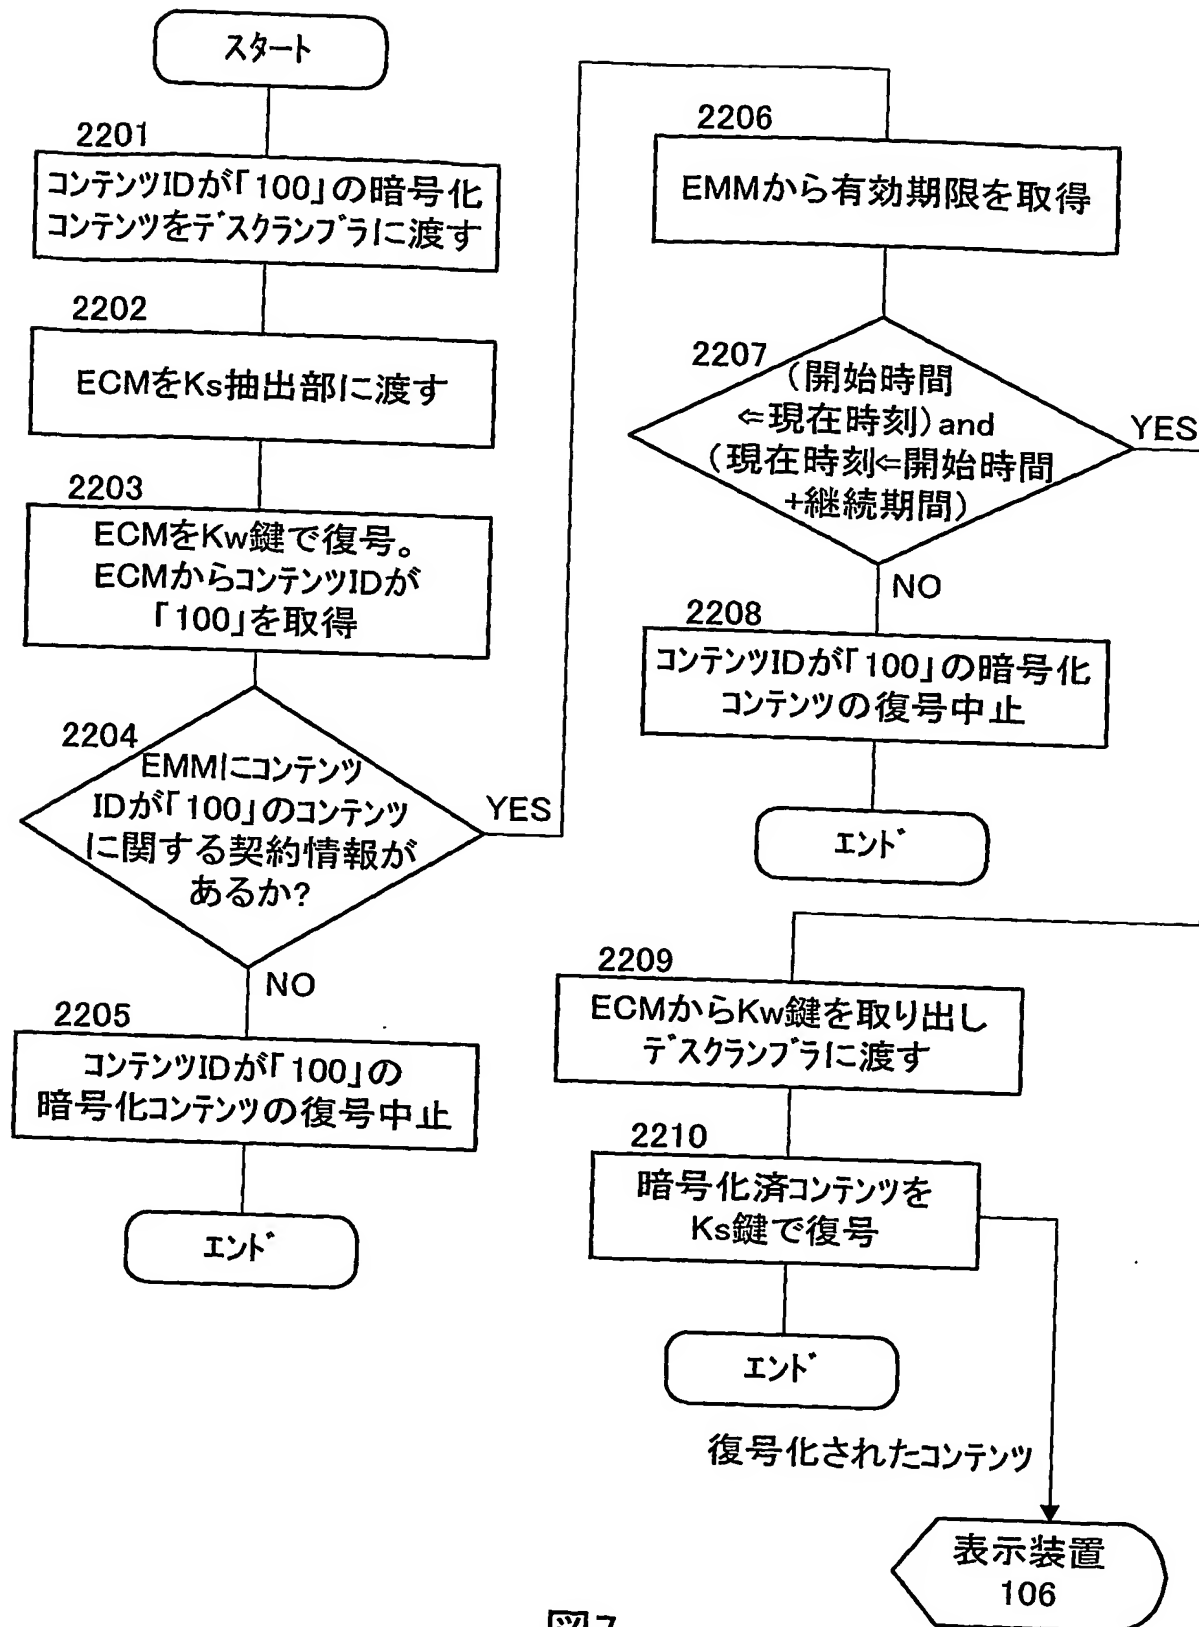 スタート
2201
コンテンツIDが「100」の暗号化
コンテンツをデスクランブラに渡す
2202
ECMをKs抽出部に渡す
2203
ECMをKw鍵で復号。
ECMからコンテンツIDが
「100」を取得
2204
EMMにコンテンツ
IDが「100」のコンテンツ
に関する契約情報が
あるか?
YES
NO
2205
コンテンツIDが「100」の
暗号化コンテンツの復号中止
エンド
2206
EMMから有効期限を取得
2207
(開始時間
⇐現在時刻)and
(現在時刻⇐開始時間
+継続期間)
YES
NO
2208
コンテンツIDが「100」の暗号化
コンテンツの復号中止
エンド
2209
ECMからKw鍵を取り出し
デスクランブラに渡す
2210
暗号化済コンテンツを
Ks鍵で復号
エンド
復号化されたコンテンツ
表示装置
106